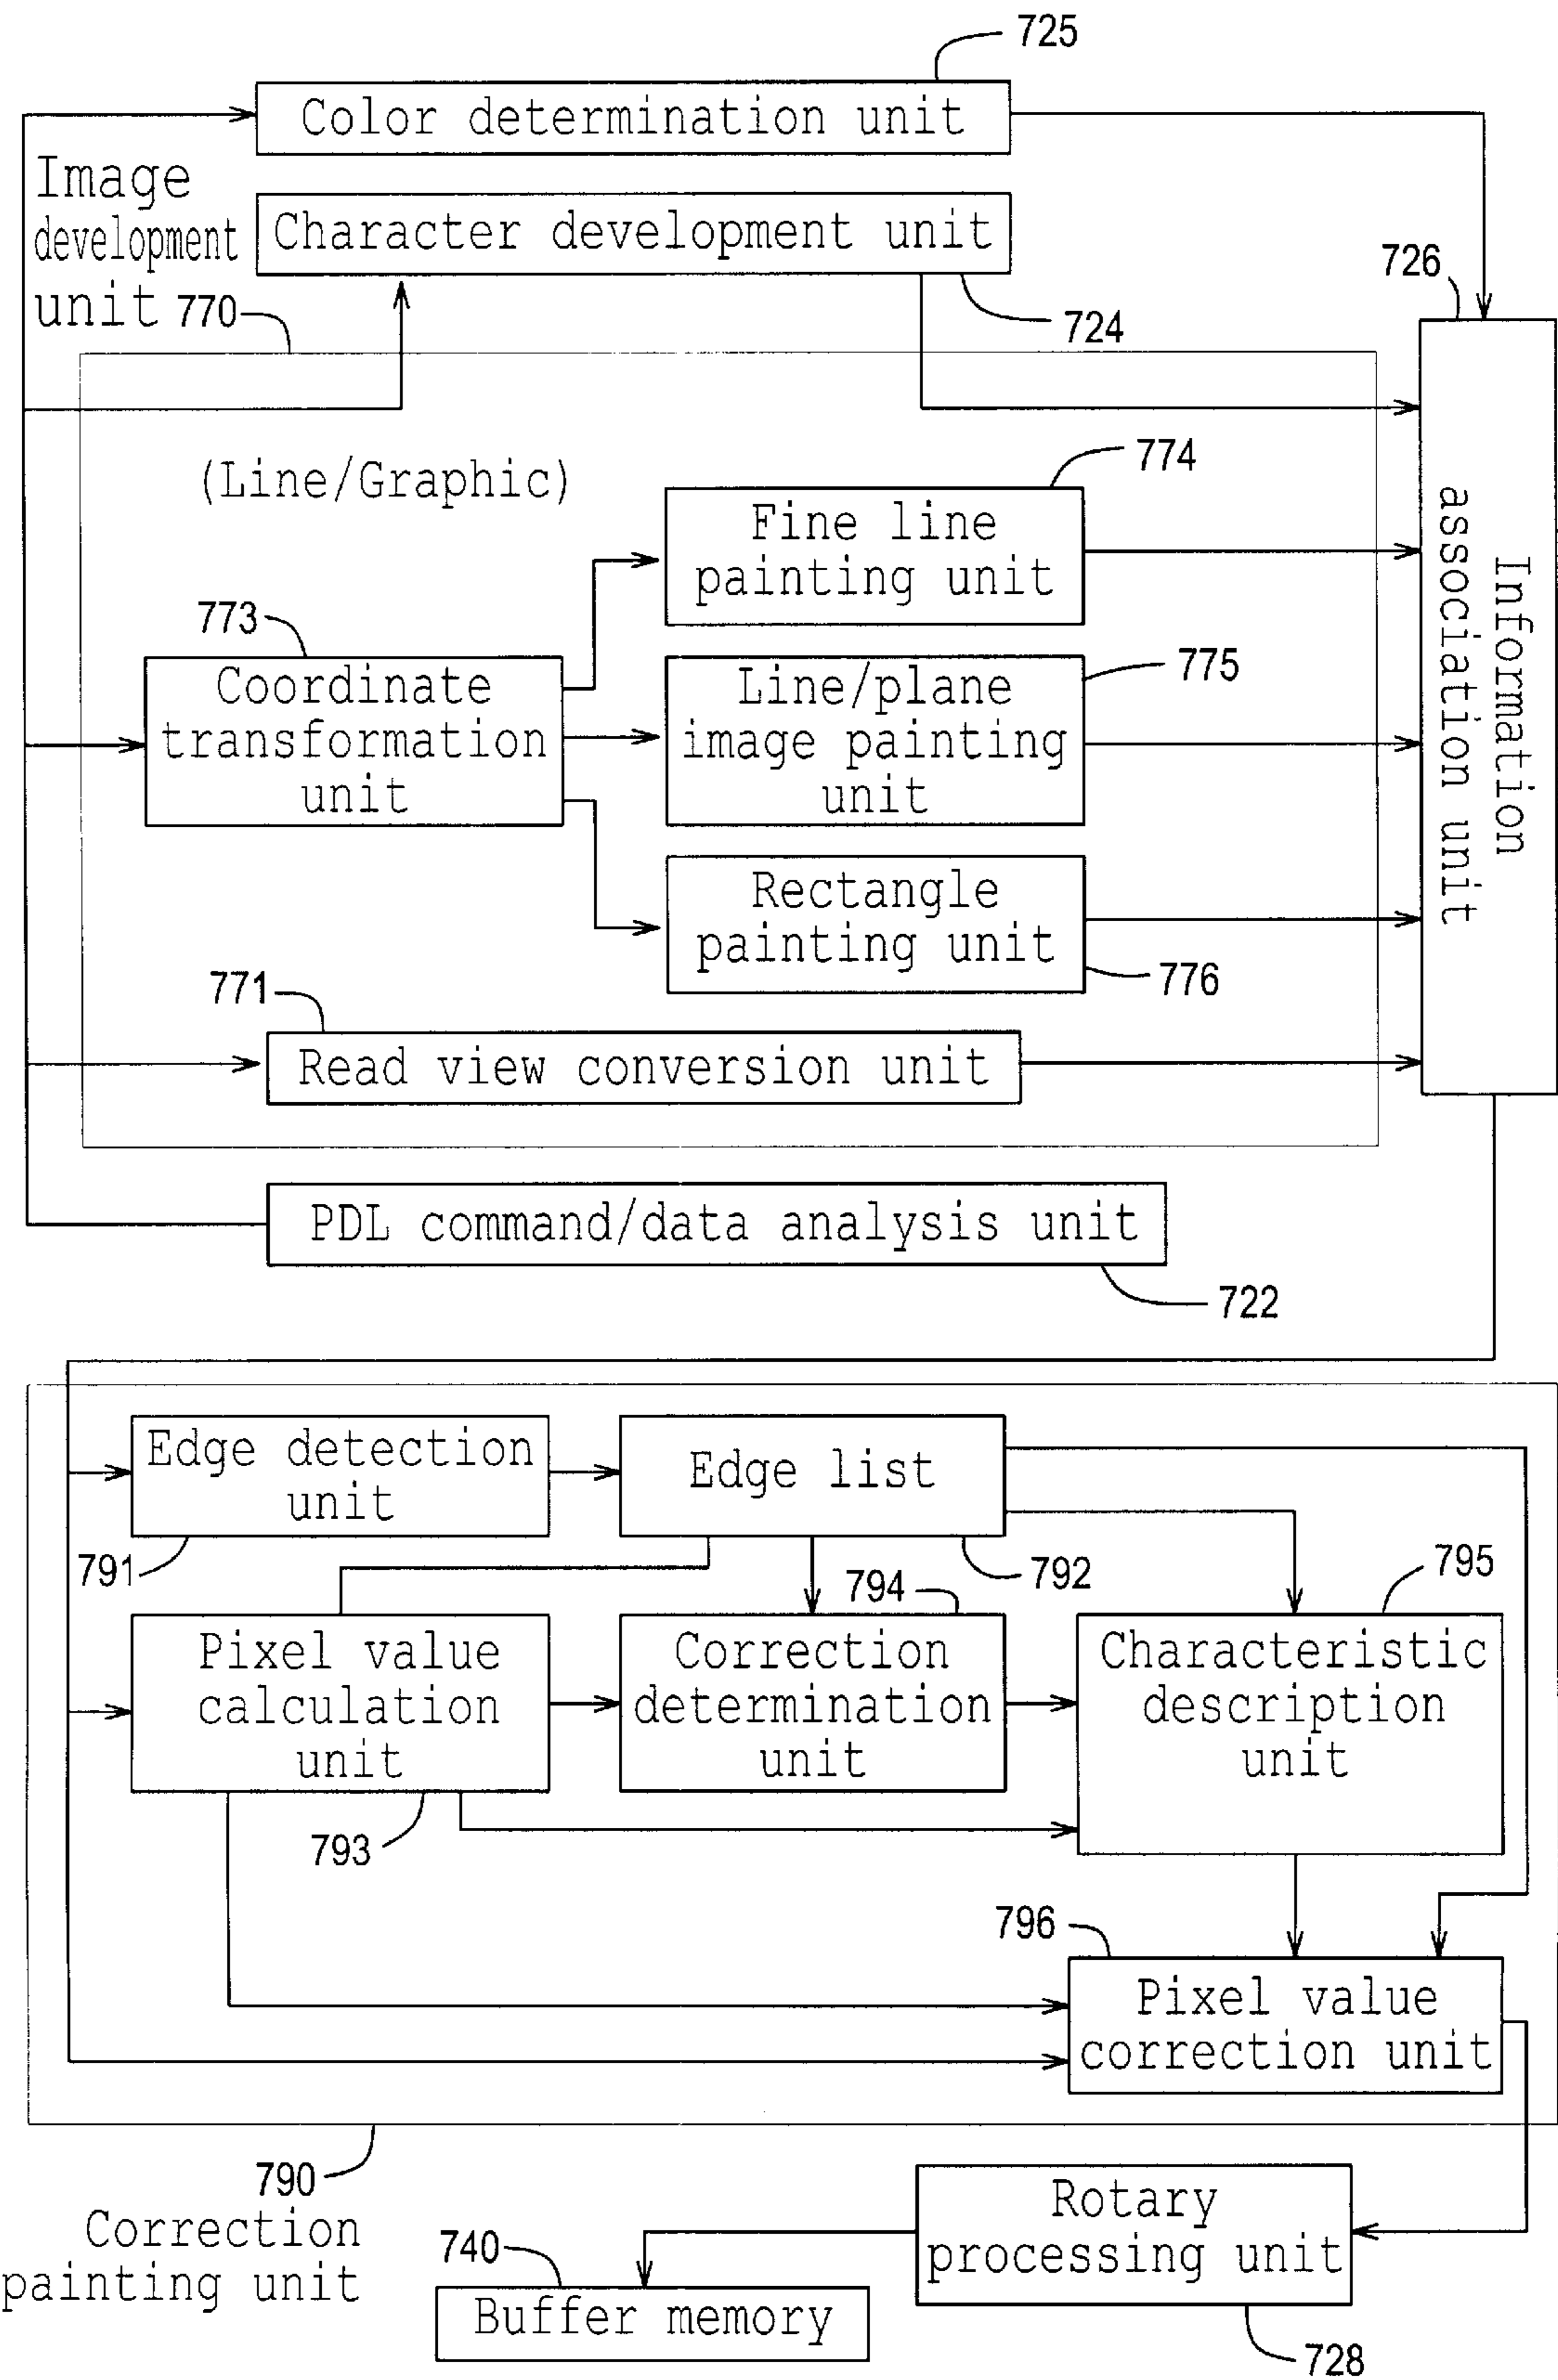 725
Color determination unit
Image
development
unit 770
Character development unit
724
726
(Line/Graphic)
774
Fine line
painting unit
773
Coordinate
transformation
unit
775
Line/plane
image painting
unit
Rectangle
painting unit
776
Information
association unit
771
Read view conversion unit
PDL command/data analysis unit
722
Edge detection
unit
791
Edge list
792
794
795
Pixel value
calculation
unit
793
Correction
determination
unit
Characteristic
description
unit
796
Pixel value
correction unit
790
Correction
painting unit
740
Buffer memory
Rotary
processing unit
728